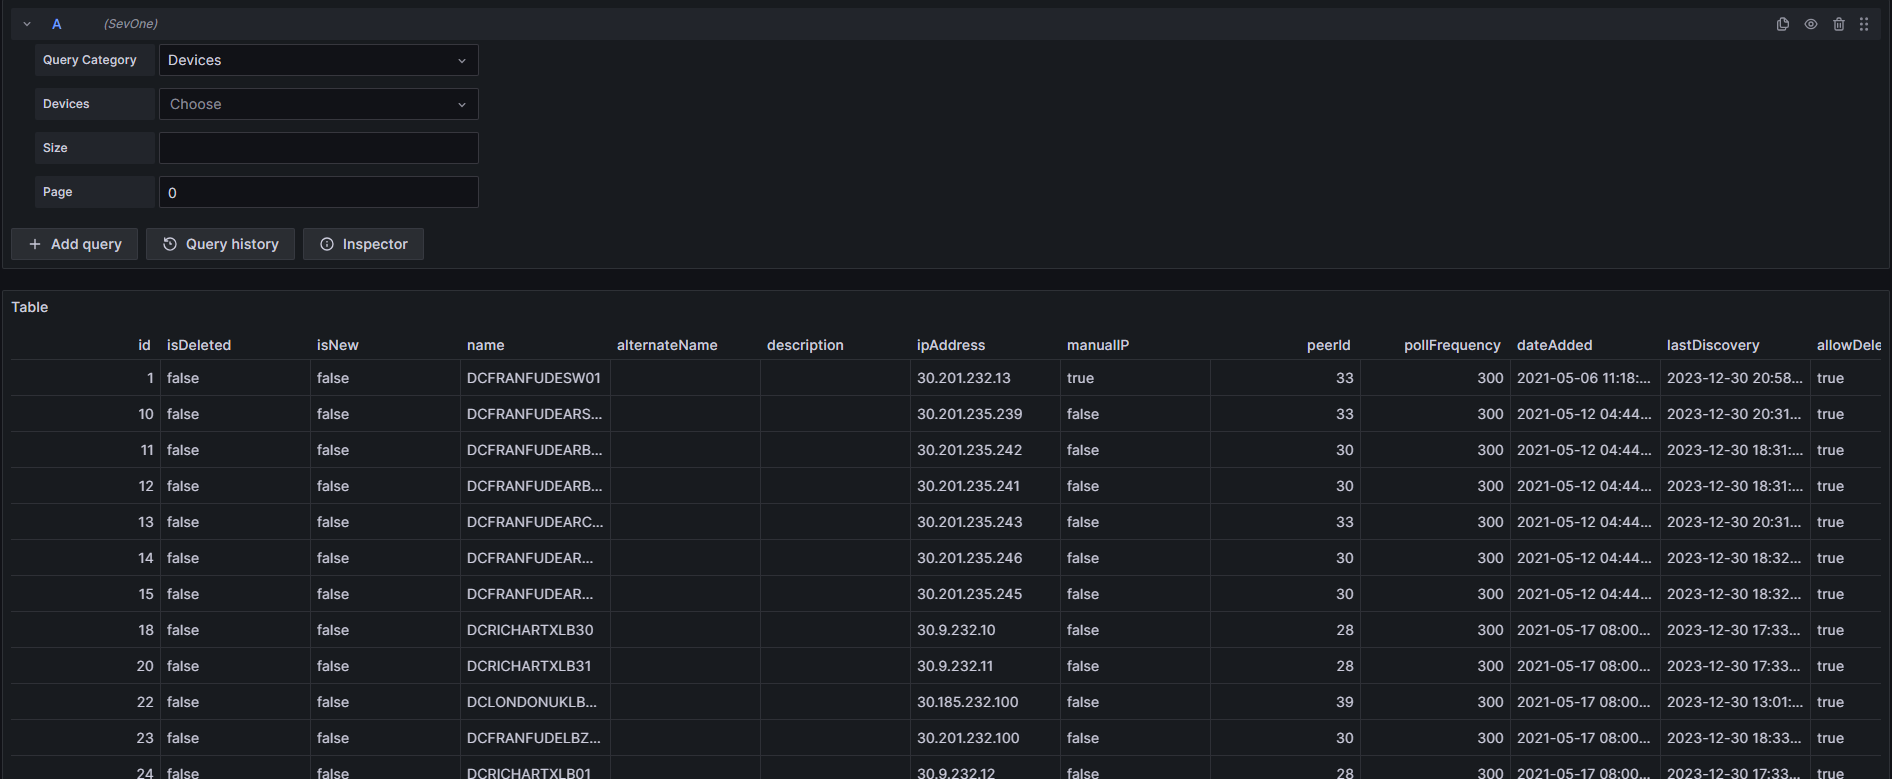 A (SevOne)
Query Category Devices
Devices Choose
Size
Page 0
Add query Query history Inspector
Table
id isDeleted isNew name alternateName description ipAddress manualIP peerId pollFrequency dateAdded lastDiscovery allowDele
1 false false DCFRANFUDESW01 30.201.232.13 true 33 300 2021-05-06 11:18:... 2023-12-30 20:58... true
10 false false DCFRANFUDEARS... 30.201.235.239 false 33 300 2021-05-12 04:44... 2023-12-30 20:31... true
11 false false DCFRANFUDEARB... 30.201.235.242 false 30 300 2021-05-12 04:44... 2023-12-30 18:31:... true
12 false false DCFRANFUDEARB... 30.201.235.241 false 30 300 2021-05-12 04:44... 2023-12-30 18:31:... true
13 false false DCFRANFUDEARC... 30.201.235.243 false 33 300 2021-05-12 04:44... 2023-12-30 20:31... true
14 false false DCFRANFUDEAR... 30.201.235.246 false 30 300 2021-05-12 04:44... 2023-12-30 18:32... true
15 false false DCFRANFUDEAR... 30.201.235.245 false 30 300 2021-05-12 04:44... 2023-12-30 18:32... true
18 false false DCRICHARTXLB30 30.9.232.10 false 28 300 2021-05-17 08:00... 2023-12-30 17:33... true
20 false false DCRICHARTXLB31 30.9.232.11 false 28 300 2021-05-17 08:00... 2023-12-30 17:33... true
22 false false DCLONDONUKLB... 30.185.232.100 false 39 300 2021-05-17 08:00... 2023-12-30 13:01:... true
23 false false DCFRANFUDELBZ... 30.201.232.100 false 30 300 2021-05-17 08:00... 2023-12-30 18:33... true
24 false false DCRICHARTXLB01 30.9.232.12 false 28 300 2021-05-17 08:00... 2023-12-30 17:33... true